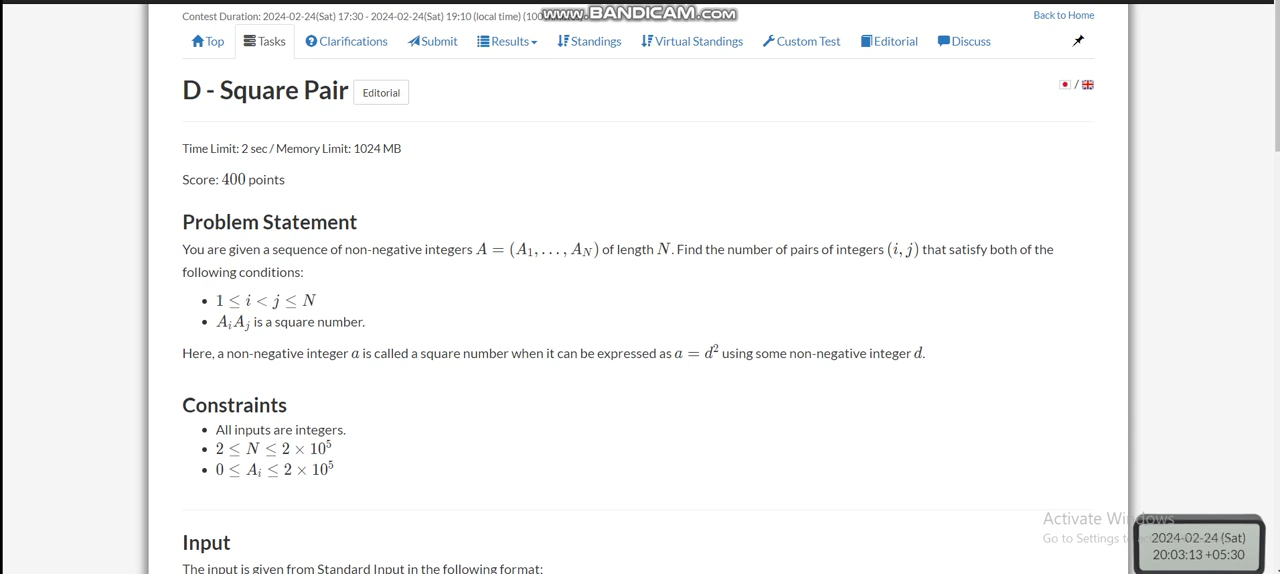 Contest Duration: 2024-02-24(Sat) 17:30 - 2024-02-24(Sat) 19:10 (local time) (100
www.BANDICAM.com
Back to Home
Top Tasks Clarifications Submit Results Standings Virtual Standings Custom Test Editorial Discuss
D - Square Pair Editorial
/
Time Limit: 2 sec / Memory Limit: 1024 MB
Score: 400 points
Problem Statement
You are given a sequence of non-negative integers A = (A₁, …, A_N) of length N. Find the number of pairs of integers (i, j) that satisfy both of the
following conditions:
• 1 ≤ i < j ≤ N
• A_i A_j is a square number.
Here, a non-negative integer a is called a square number when it can be expressed as a = d² using some non-negative integer d.
Constraints
• All inputs are integers.
• 2 ≤ N ≤ 2 × 10⁵
• 0 ≤ A_i ≤ 2 × 10⁵
Input
The input is given from Standard Input in the following format:
Activate Windows
Go to Settings t
2024-02-24 (Sat)
20:03:13 +05:30